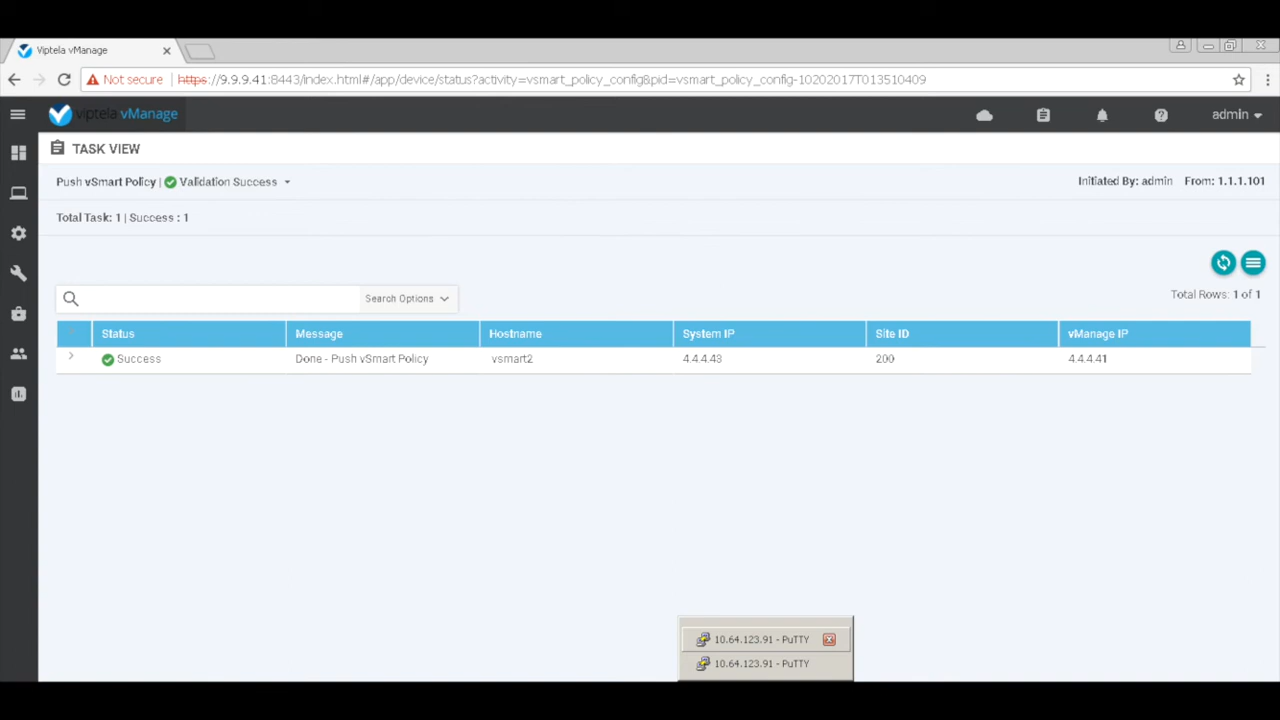 Viptela vManage
Not secure https://9.9.9.41:8443/index.html#/app/device/status?activity=vsmart_policy_config&pid=vsmart_policy_config-10202017T013510409
viptela vManage admin
TASK VIEW
Push vSmart Policy | Validation Success Initiated By: admin From: 1.1.1.101
Total Task: 1 | Success : 1
Search Options Total Rows: 1 of 1
Status Message Hostname System IP Site ID vManage IP
Success Done - Push vSmart Policy vsmart2 4.4.4.43 200 4.4.4.41
10.64.123.91 - PuTTY
10.64.123.91 - PuTTY